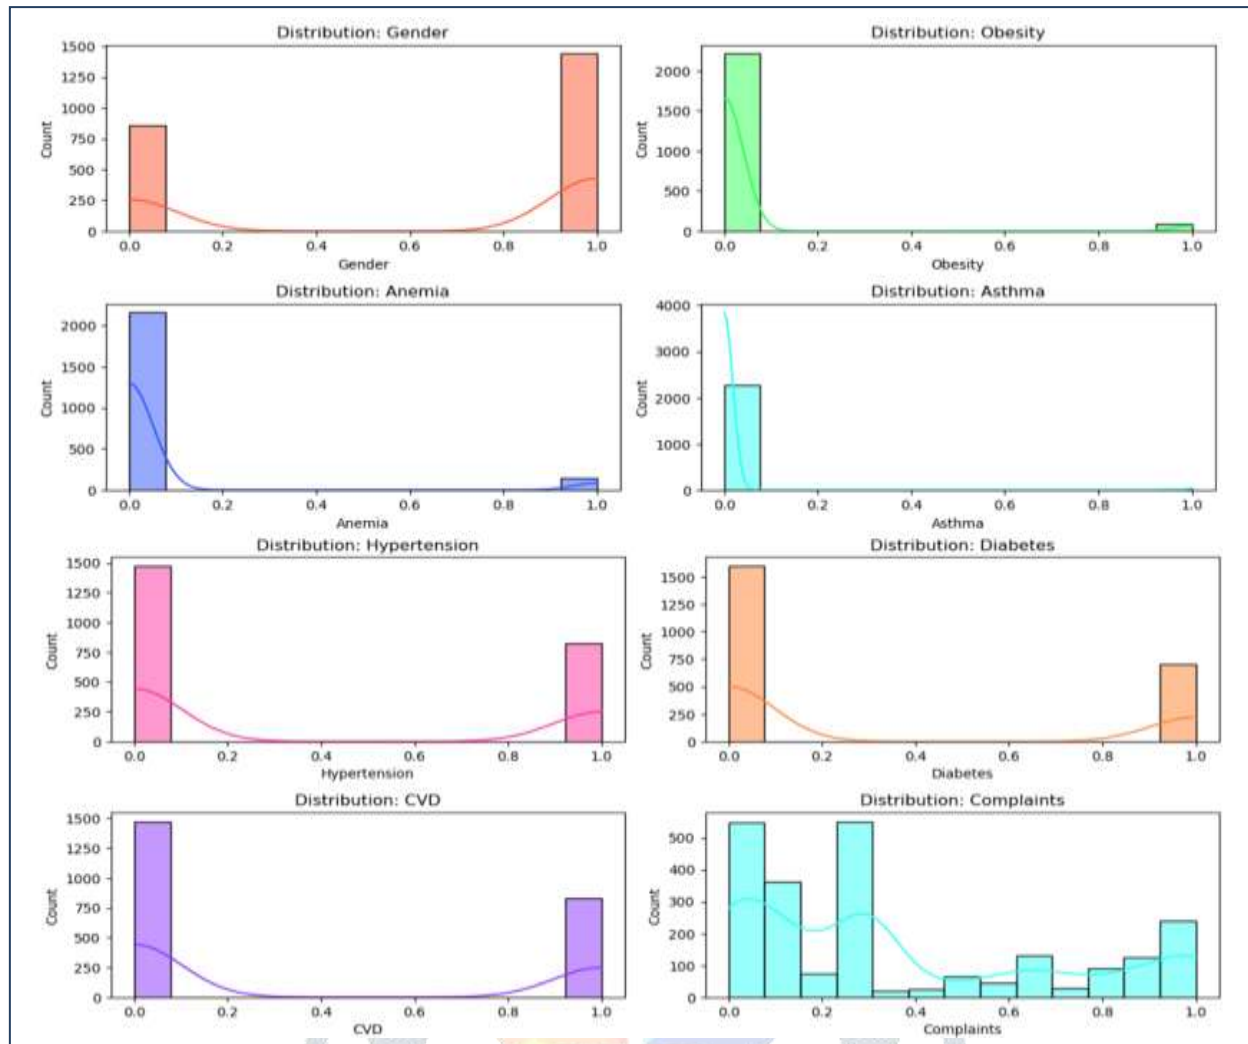 Distribution: Gender
1500
1250
1000
750
500
250
0
Count
0.0 0.2 0.4 0.6 0.8 1.0
Gender
Distribution: Obesity
2000
1500
1000
500
0
Count
0.0 0.2 0.4 0.6 0.8 1.0
Obesity
Distribution: Anemia
2000
1500
1000
500
0
Count
0.0 0.2 0.4 0.6 0.8 1.0
Anemia
Distribution: Asthma
4000
3000
2000
1000
0
Count
0.0 0.2 0.4 0.6 0.8 1.0
Asthma
Distribution: Hypertension
1500
1250
1000
750
500
250
0
Count
0.0 0.2 0.4 0.6 0.8 1.0
Hypertension
Distribution: Diabetes
1500
1250
1000
750
500
250
0
Count
0.0 0.2 0.4 0.6 0.8 1.0
Diabetes
Distribution: CVD
1500
1250
1000
750
500
250
0
Count
0.0 0.2 0.4 0.6 0.8 1.0
CVD
Distribution: Complaints
500
400
300
200
100
0
Count
0.0 0.2 0.4 0.6 0.8 1.0
Complaints